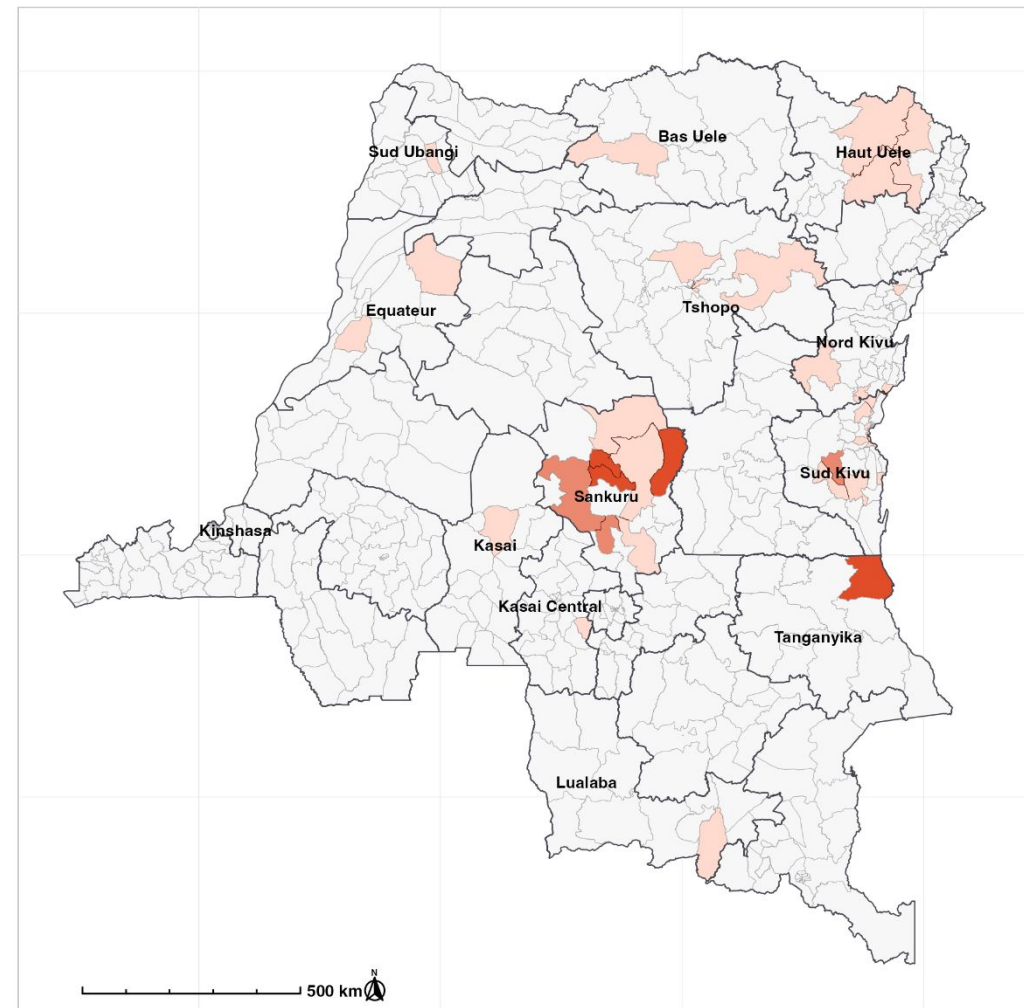 Bas Uele
Sud Ubangi
Haut Uele
Equateur
Tshopo
Nord Kivu
Sud Kivu
Sankuru
Kinshasa
Kasai
Kasai Central
Tanganyika
Lualaba
N
500 km